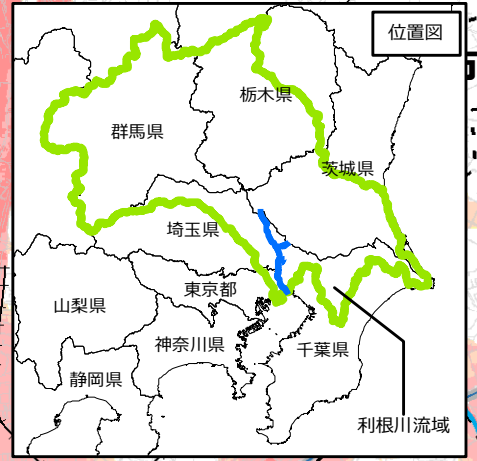 位置図
栃木県
群馬県
茨城県
埼玉県
東京都
山梨県
神奈川県
千葉県
静岡県
利根川流域